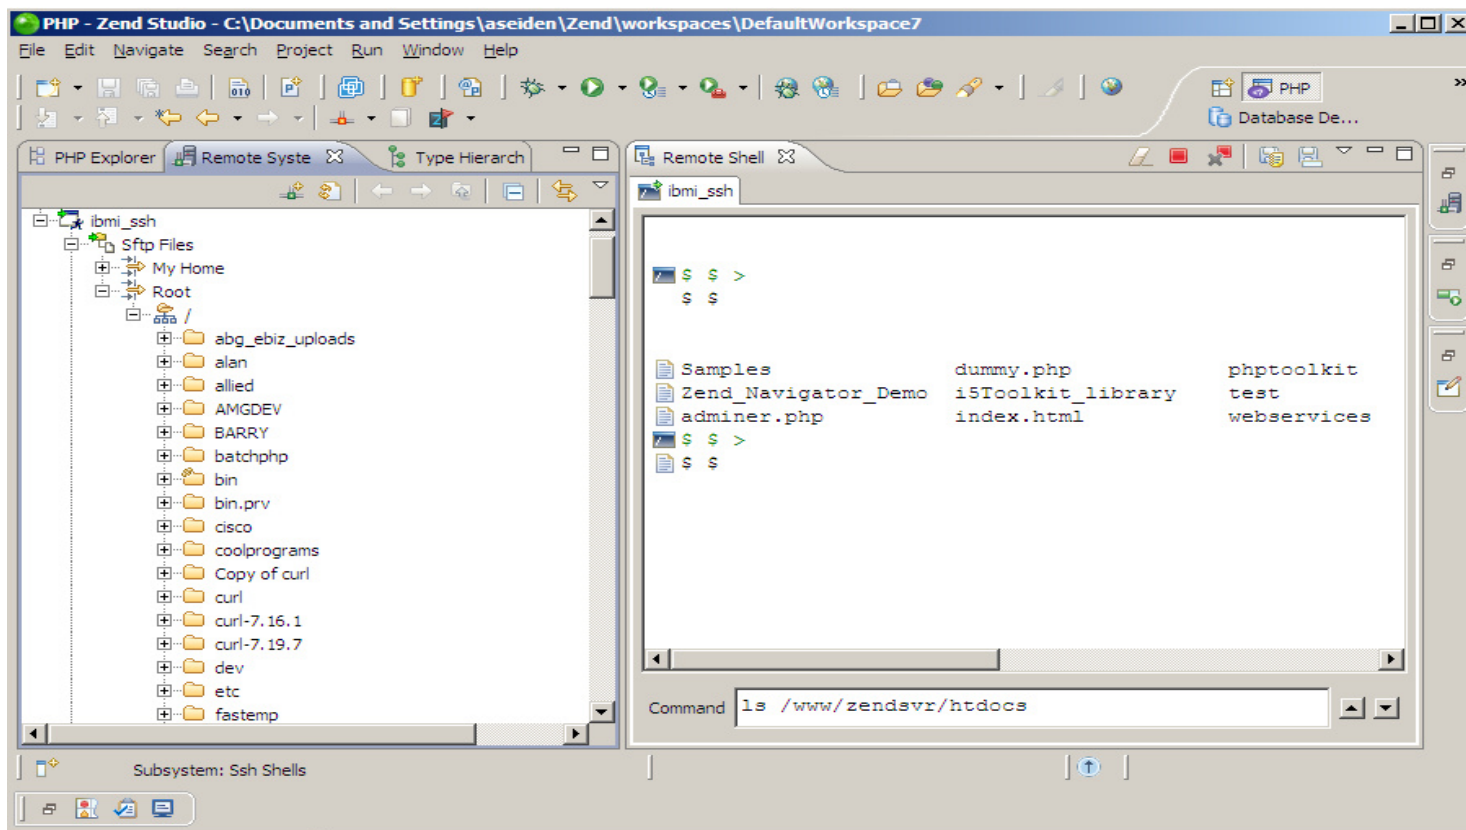 PHP - Zend Studio - C:\Documents and Settings\aseiden\Zend\workspaces\DefaultWorkspace7
File Edit Navigate Search Project Run Window Help
PHP
Database De...
PHP Explorer Remote Syste Type Hierarch
ibmi_ssh
Sftp Files
My Home
Root
/
abg_ebiz_uploads
alan
allied
AMGDEV
BARRY
batchphp
bin
bin.prv
cisco
coolprograms
Copy of curl
curl
curl-7.16.1
curl-7.19.7
dev
etc
fastemp
Remote Shell
ibmi_ssh
$ $ >
$ $
Samples dummy.php phptoolkit
Zend_Navigator_Demo i5Toolkit_library test
adminer.php index.html webservices
$ $ >
$ $
Command ls /www/zendsvr/htdocs
Subsystem: Ssh Shells